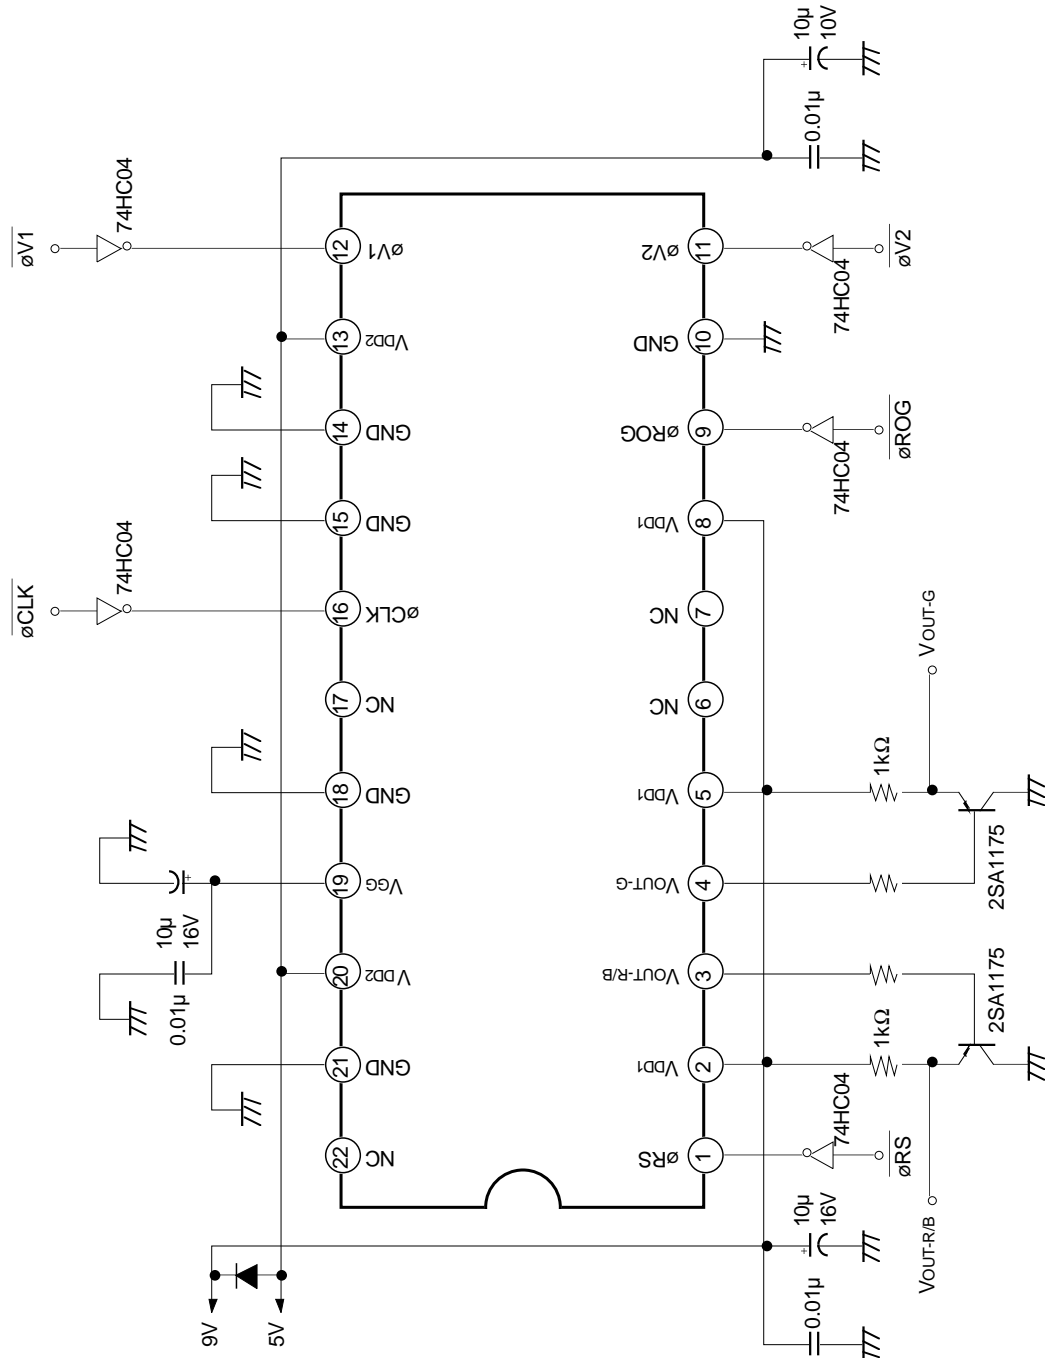 øV1
74HC04
øCLK
74HC04
10µ
16V
0.01µ
9V
5V
12
øV1
13
VDD2
14
GND
15
GND
16
øCLK
17
NC
18
GND
19
VGG
20
VDD2
21
GND
22
NC
11
øV2
10
GND
9
øROG
8
VDD1
7
NC
6
NC
5
VDD1
4
VOUT-G
3
VOUT-R/B
2
VDD1
1
øRS
10µ
10V
0.01µ
74HC04
øV2
74HC04
øROG
VOUT-G
1kΩ
2SA1175
2SA1175
1kΩ
74HC04
øRS
VOUT-R/B
10µ
16V
0.01µ